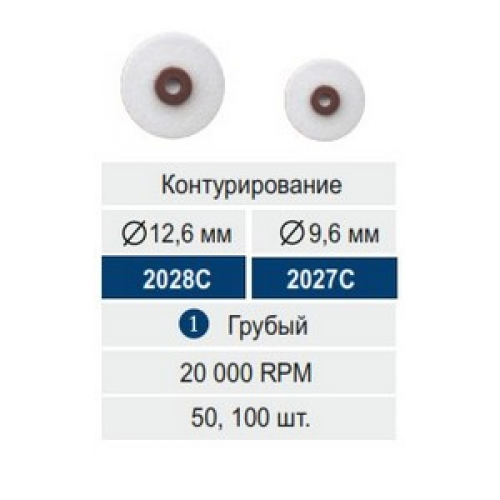 Контурирование
∅12,6 мм ∅9,6 мм
2028C 2027C
1 Грубый
20 000 RPM
50, 100 шт.